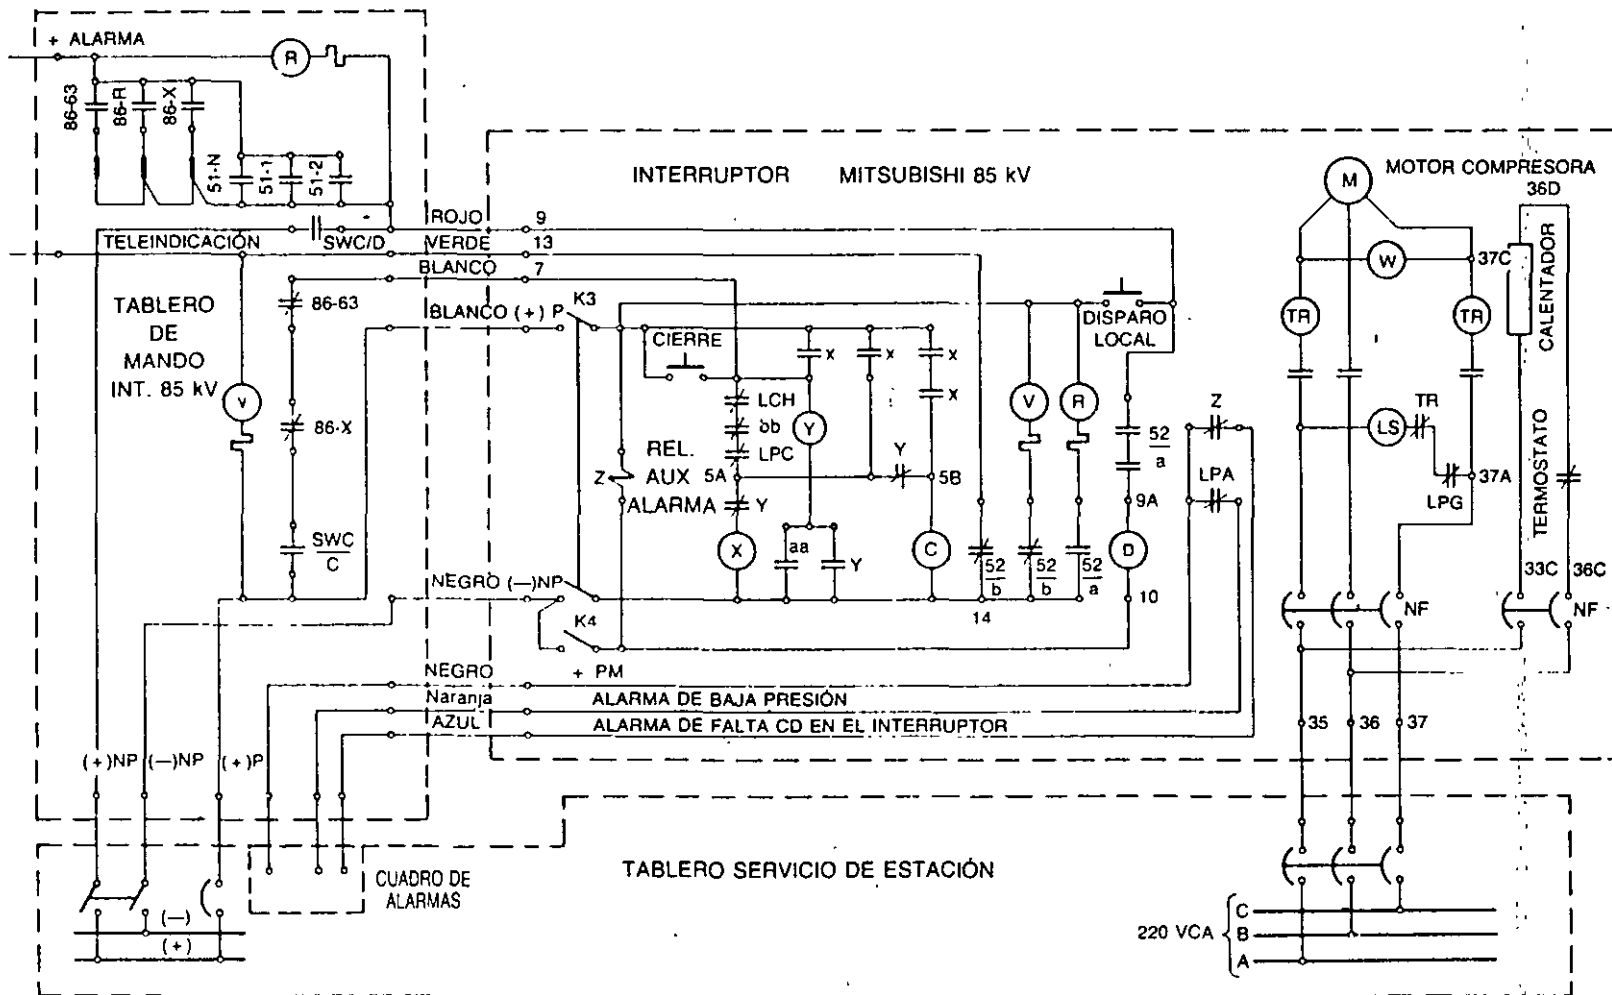 + ALARMA
R
86-63
86-R
86-X
51-N
51-1
51-2
INTERRUPTOR MITSUBISHI 85 kV
M
MOTOR COMPRESORA
36D
ROJO 9
TELEINDICACIÓN
SWC/D
VERDE 13
BLANCO 7
W
37C
CALENTADOR
TABLERO
DE
MANDO
INT. 85 kV
86-63
BLANCO (+) P
K3
CIERRE
DISPARO
LOCAL
TR
TR
X
X
X
X
V
86-X
LCH
bb
LPC
Y
V
R
52
a
Z
LS
TR
REL.
AUX
ALARMA
Z
5A
Y
5B
9A
LPA
LPG
37A
TERMOSTATO
Y
X
aa
Y
C
52
b
52
b
52
a
D
SWC
C
NEGRO (—)NP
14
10
33C
36C
NF
NF
K4
NEGRO
+ PM
Naranja
ALARMA DE BAJA PRESIÓN
AZUL
ALARMA DE FALTA CD EN EL INTERRUPTOR
35
36
37
(+)NP
(—)NP
(+)P
CUADRO DE
ALARMAS
TABLERO SERVICIO DE ESTACIÓN
(—)
(+)
220 VCA
C
B
A